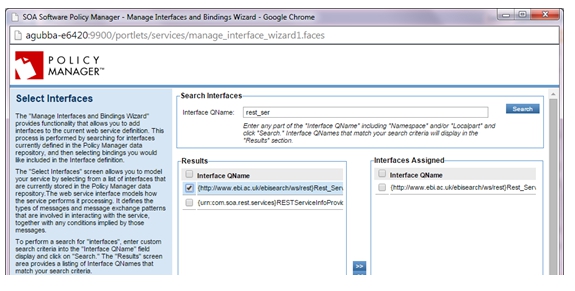 SOA Software Policy Manager - Manage Interfaces and Bindings Wizard - Google Chrome
agubba-e6420:9900/portlets/services/manage_interface_wizard1.faces
POLICY
MANAGER™
Select Interfaces
The "Manage Interfaces and Bindings Wizard"
provides functionality that allows you to add
interfaces to the current web service definition. This
process is performed by searching for interfaces
currently defined in the Policy Manager data
repository, and then selecting bindings you would
like included in the Interface definition.
The "Select Interfaces" screen allows you to model
your service by selecting from a list of interfaces that
are currently stored in the Policy Manager data
repository.The web service interface models how
the service performs it processing. It defines the
types of messages and message exchange patterns
that are involved in interacting with the service,
together with any conditions implied by those
messages.
To perform a search for "interfaces", enter custom
search criteria into the "Interface QName" field
display and click on "Search." The "Results" screen
area provides a listing of Interface QNames that
match your search criteria.
Search Interfaces
Interface QName:
rest_ser
Search
Enter any part of the "Interface QName" including "Namespace" and/or "Localpart" and
click "Search." Interface QNames that match your search criteria will display in the
"Results" section
Results
Interface QName
{http://www.ebi.ac.uk/ebisearch/ws/rest}Rest_Serv
{urn:com.soa.rest.services}RESTServiceInfoProvid
>>
Interfaces Assigned
Interface QName
{http://www.ebi.ac.uk/ebisearch/ws/rest}Rest_Serv